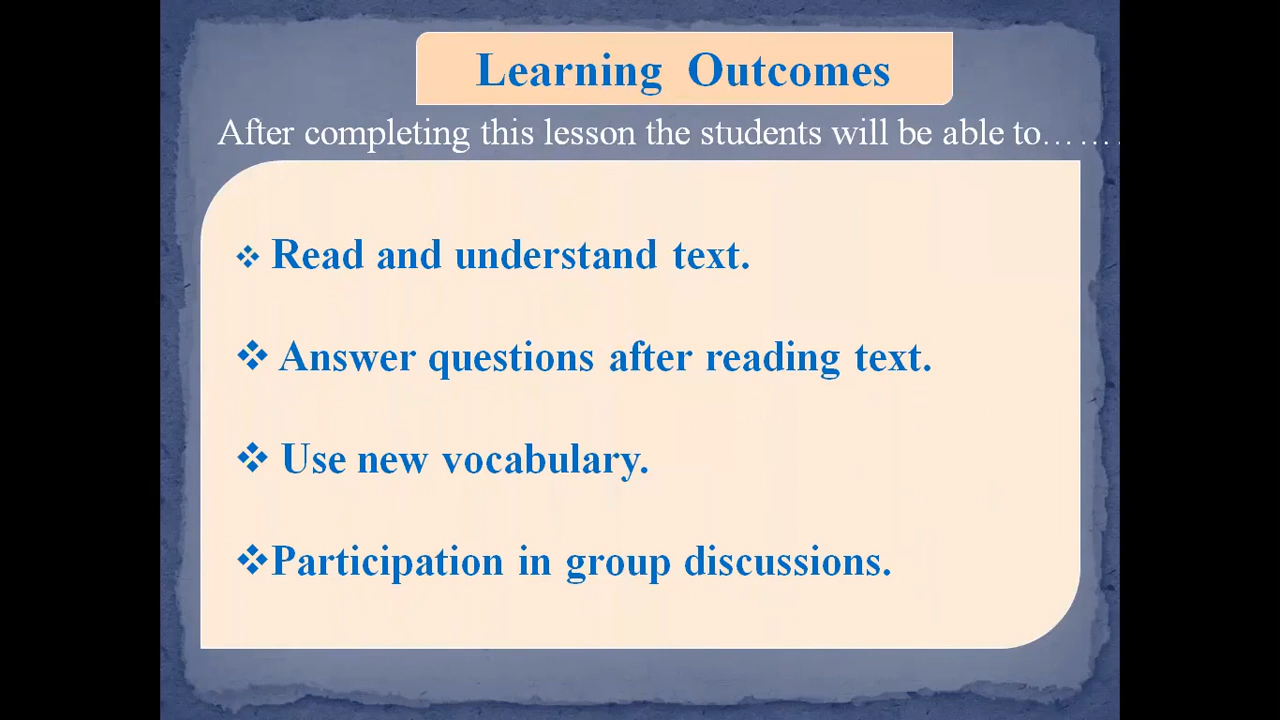 Learning Outcomes
After completing this lesson the students will be able to.......
❖ Read and understand text.
❖ Answer questions after reading text.
❖ Use new vocabulary.
❖Participation in group discussions.